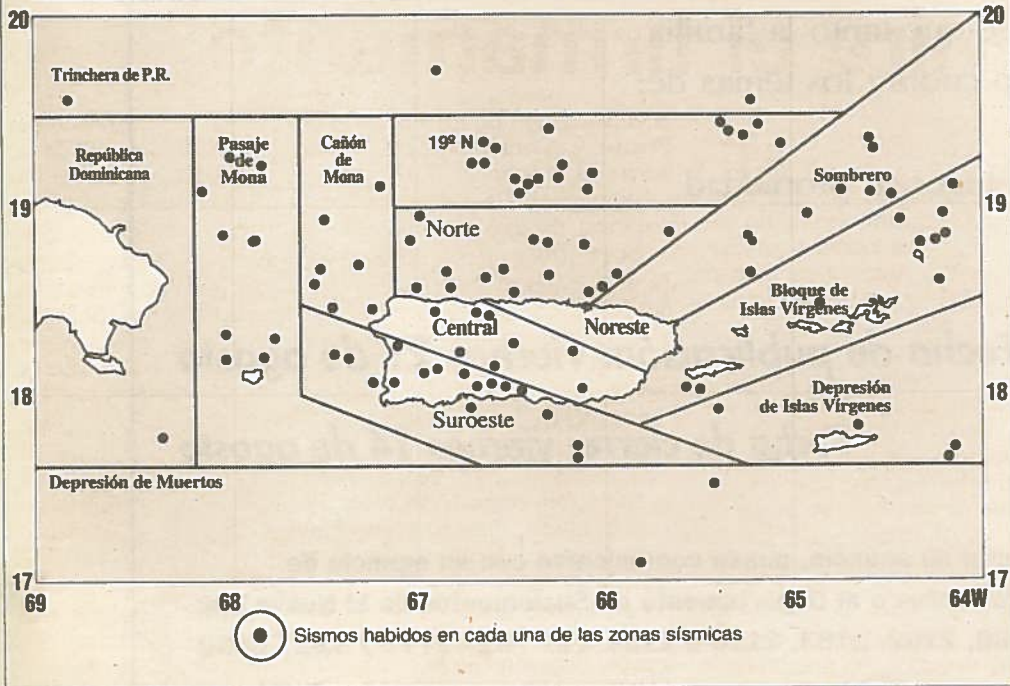 20
20
Trinchera de P.R.
República
Dominicana
Pasaje
de
Mona
Cañón
de
Mona
19º N
Sombrero
19
19
Norte
Bloque de
Islas Vírgenes
Central
Noreste
18
18
Depresión
de Islas Vírgenes
Suroeste
Depresión de Muertos
17
17
69
68
67
66
65
64W
Sismos habidos en cada una de las zonas sísmicas